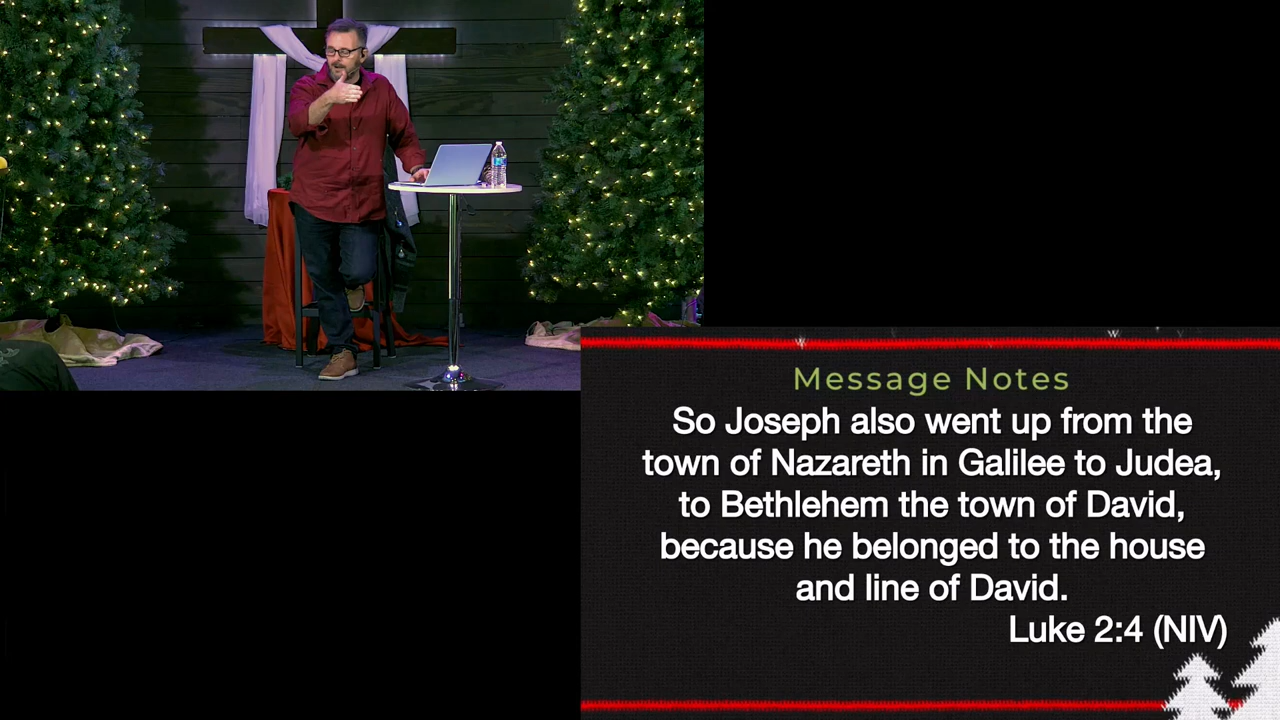 Message Notes
So Joseph also went up from the
town of Nazareth in Galilee to Judea,
to Bethlehem the town of David,
because he belonged to the house
and line of David.
Luke 2:4 (NIV)